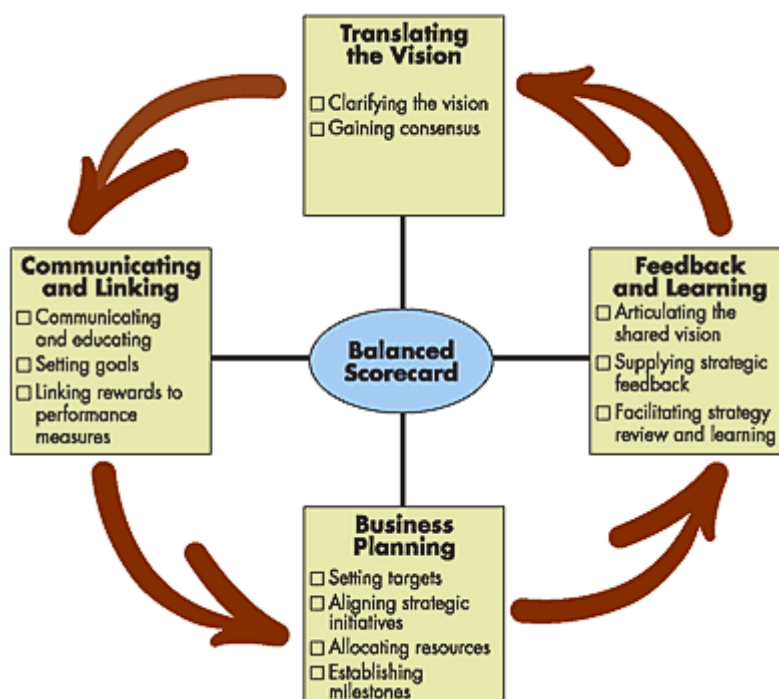 Translating
the Vision
☐ Clarifying the vision
☐ Gaining consensus
Communicating
and Linking
☐ Communicating
and educating
☐ Setting goals
☐ Linking rewards to
performance
measures
Balanced
Scorecard
Feedback
and Learning
☐ Articulating the
shared vision
☐ Supplying strategic
feedback
☐ Facilitating strategy
review and learning
Business
Planning
☐ Setting targets
☐ Aligning strategic
initiatives
☐ Allocating resources
☐ Establishing
milestones